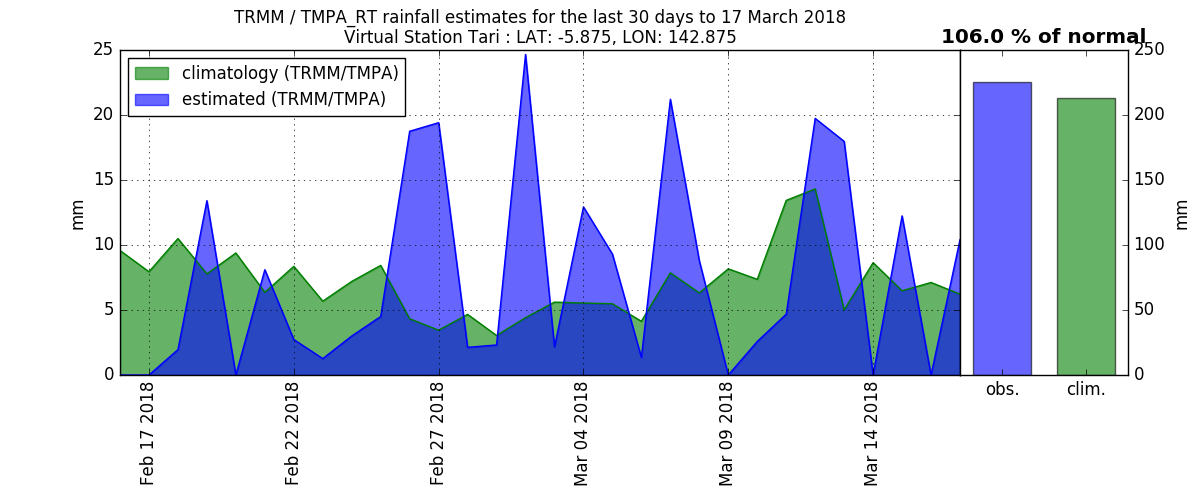 TRMM / TMPA_RT rainfall estimates for the last 30 days to 17 March 2018
Virtual Station Tari : LAT: -5.875, LON: 142.875
106.0 % of normal
climatology (TRMM/TMPA)
estimated (TRMM/TMPA)
mm
25
20
15
10
5
0
Feb 17 2018
Feb 22 2018
Feb 27 2018
Mar 04 2018
Mar 09 2018
Mar 14 2018
obs.
clim.
250
200
150
100
50
0
mm